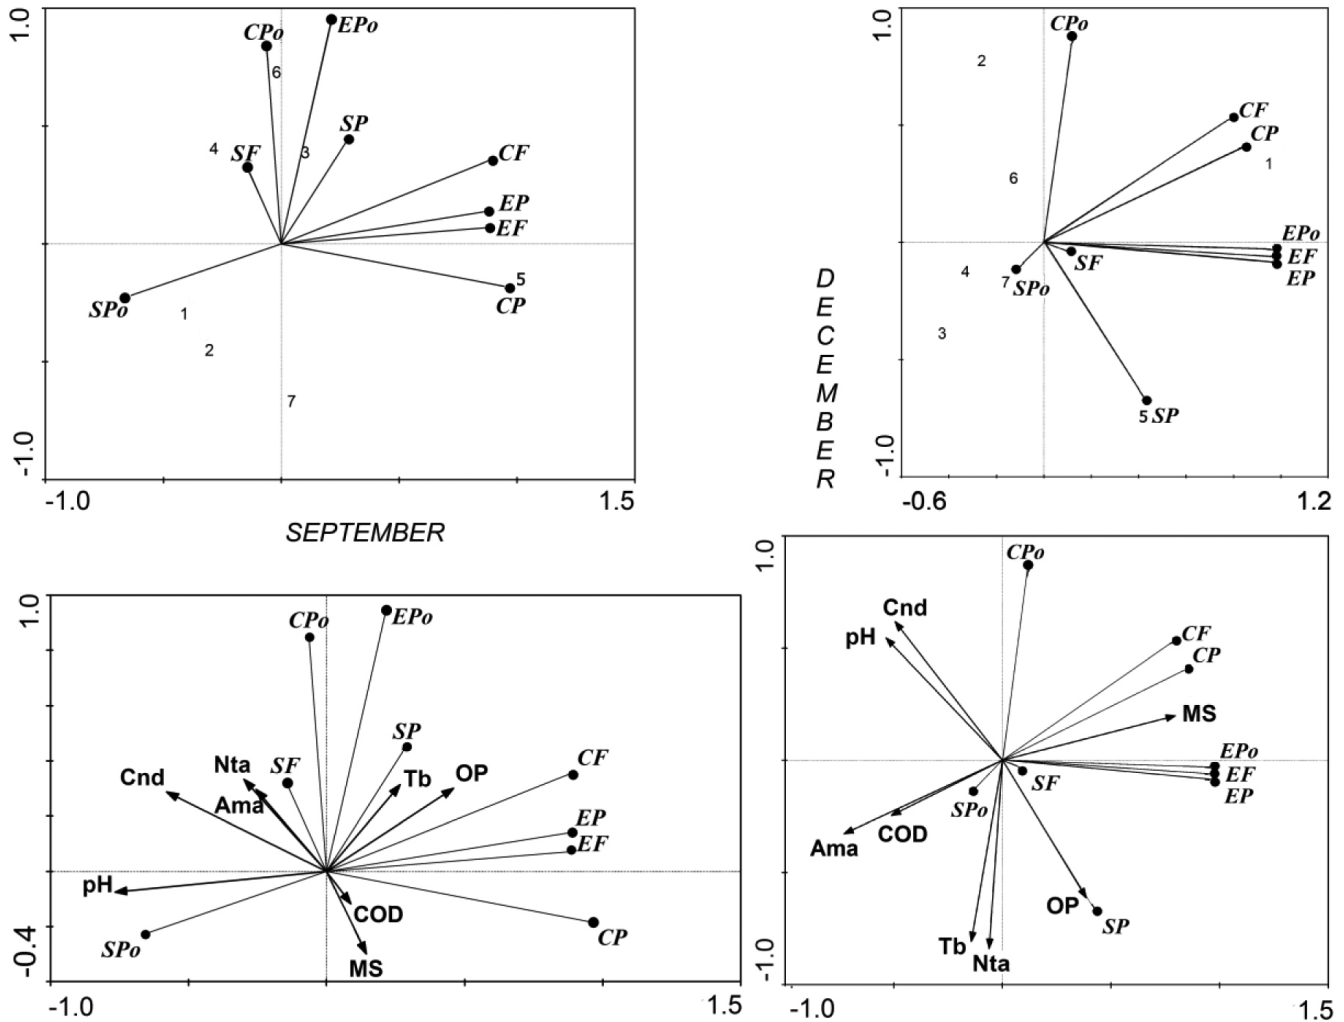 1.0
CPo
EPo
6
SP
4
SF
3
CF
EP
EF
5
CP
SPo
1
2
7
-1.0
-1.0
1.5
SEPTEMBER
1.0
CPo
2
CF
CP
1
6
EPo
EF
EP
SF
4
7
SPo
3
5
SP
-1.0
-0.6
1.2
DECEMBER
1.0
CPo
EPo
SP
CF
Nta
SF
Cnd
Tb
OP
Ama
EP
EF
pH
COD
SPo
CP
MS
-0.4
-1.0
1.5
1.0
CPo
Cnd
pH
CF
CP
MS
EPo
EF
EP
SF
SPo
COD
Ama
OP
SP
Tb
Nta
-1.0
-1.0
1.5